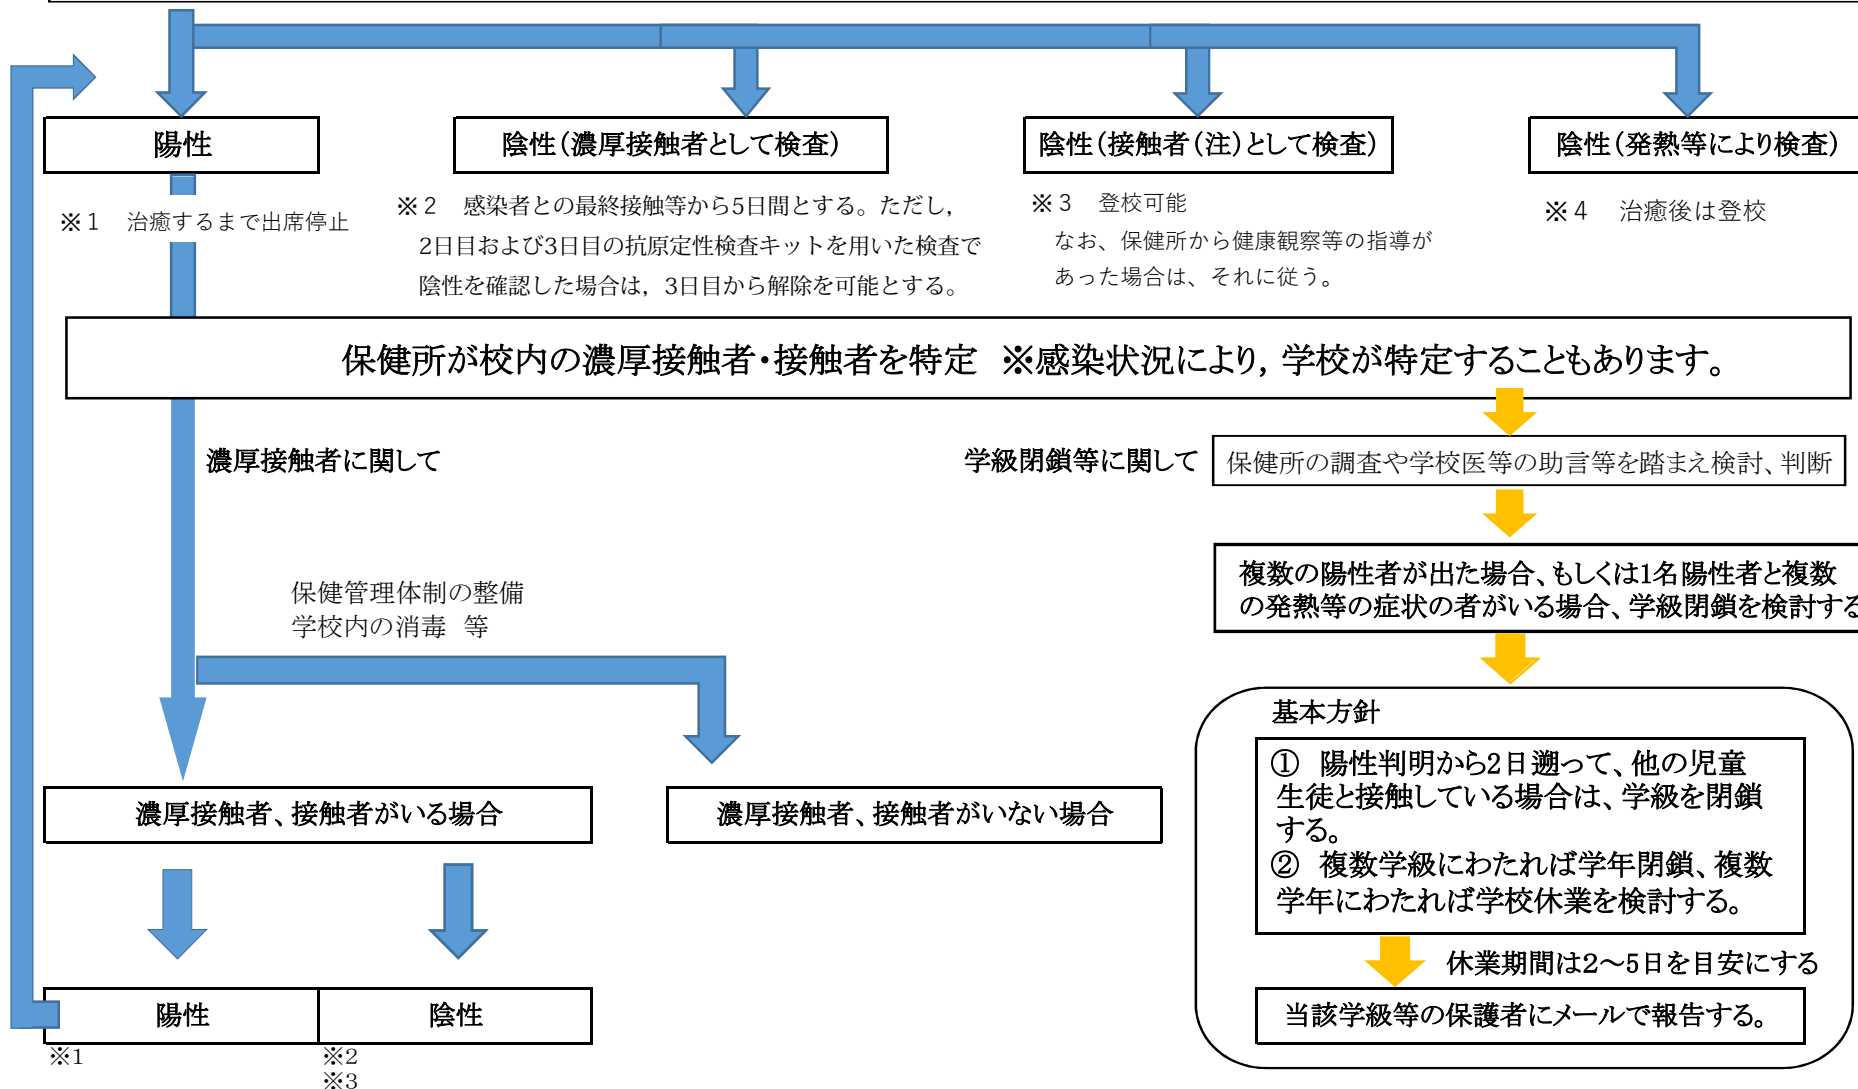 陽性
陰性(濃厚接触者として検査)
陰性(接触者(注)として検査)
陰性(発熱等により検査)
※1　治癒するまで出席停止
※2　感染者との最終接触等から5日間とする。ただし,
2日目および3日目の抗原定性検査キットを用いた検査で
陰性を確認した場合は, 3日目から解除を可能とする。
※3　登校可能
なお、保健所から健康観察等の指導が
あった場合は、それに従う。
※4　治癒後は登校
保健所が校内の濃厚接触者・接触者を特定　※感染状況により, 学校が特定することもあります。
濃厚接触者に関して
学級閉鎖等に関して
保健所の調査や学校医等の助言等を踏まえ検討、判断
複数の陽性者が出た場合、もしくは1名陽性者と複数
の発熱等の症状の者がいる場合、学級閉鎖を検討する
保健管理体制の整備
学校内の消毒　等
基本方針
①　陽性判明から2日遡って、他の児童
生徒と接触している場合は、学級を閉鎖
する。
②　複数学級にわたれば学年閉鎖、複数
学年にわたれば学校休業を検討する。
濃厚接触者、接触者がいる場合
濃厚接触者、接触者がいない場合
休業期間は2～5日を目安にする
当該学級等の保護者にメールで報告する。
陽性
陰性
※1
※2
※3